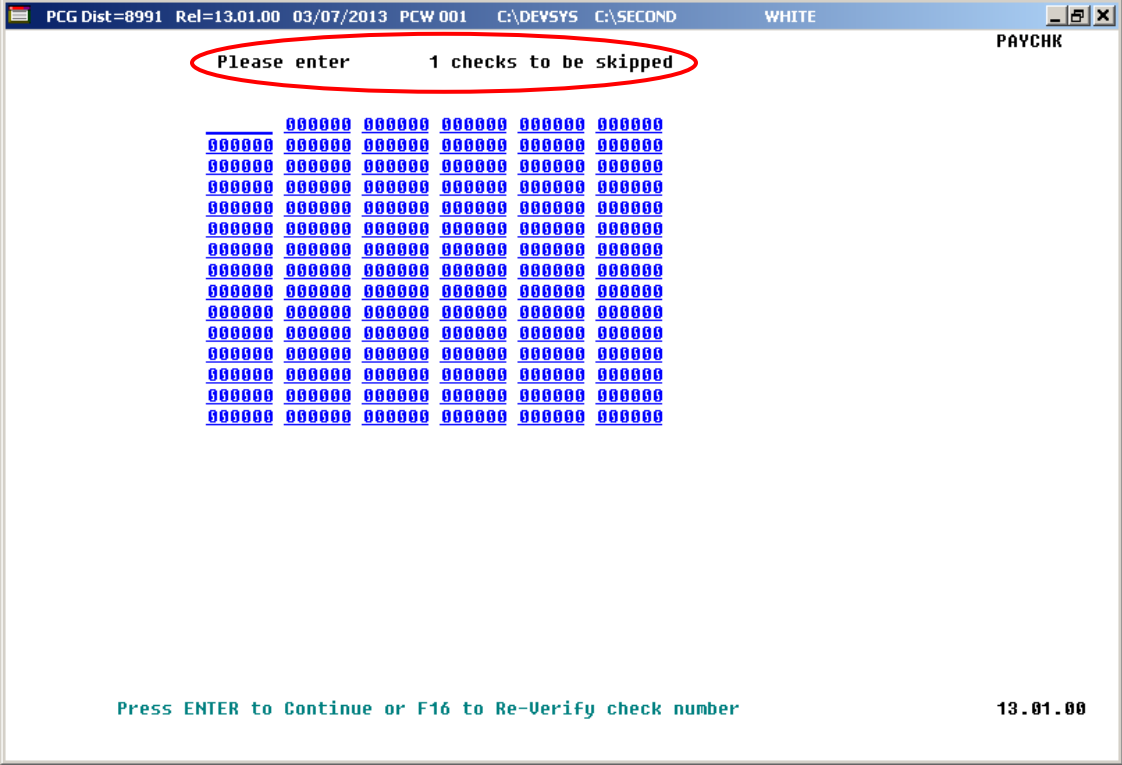 PCG Dist=8991 Rel=13.01.00 03/07/2013 PCW 001 C:\DEVSYS C:\SECOND WHITE
PAYCHK
Please enter 1 checks to be skipped
000000 000000 000000 000000 000000
000000 000000 000000 000000 000000 000000
000000 000000 000000 000000 000000 000000
000000 000000 000000 000000 000000 000000
000000 000000 000000 000000 000000 000000
000000 000000 000000 000000 000000 000000
000000 000000 000000 000000 000000 000000
000000 000000 000000 000000 000000 000000
000000 000000 000000 000000 000000 000000
000000 000000 000000 000000 000000 000000
000000 000000 000000 000000 000000 000000
000000 000000 000000 000000 000000 000000
000000 000000 000000 000000 000000 000000
000000 000000 000000 000000 000000 000000
000000 000000 000000 000000 000000 000000
Press ENTER to Continue or F16 to Re-Verify check number 13.01.00